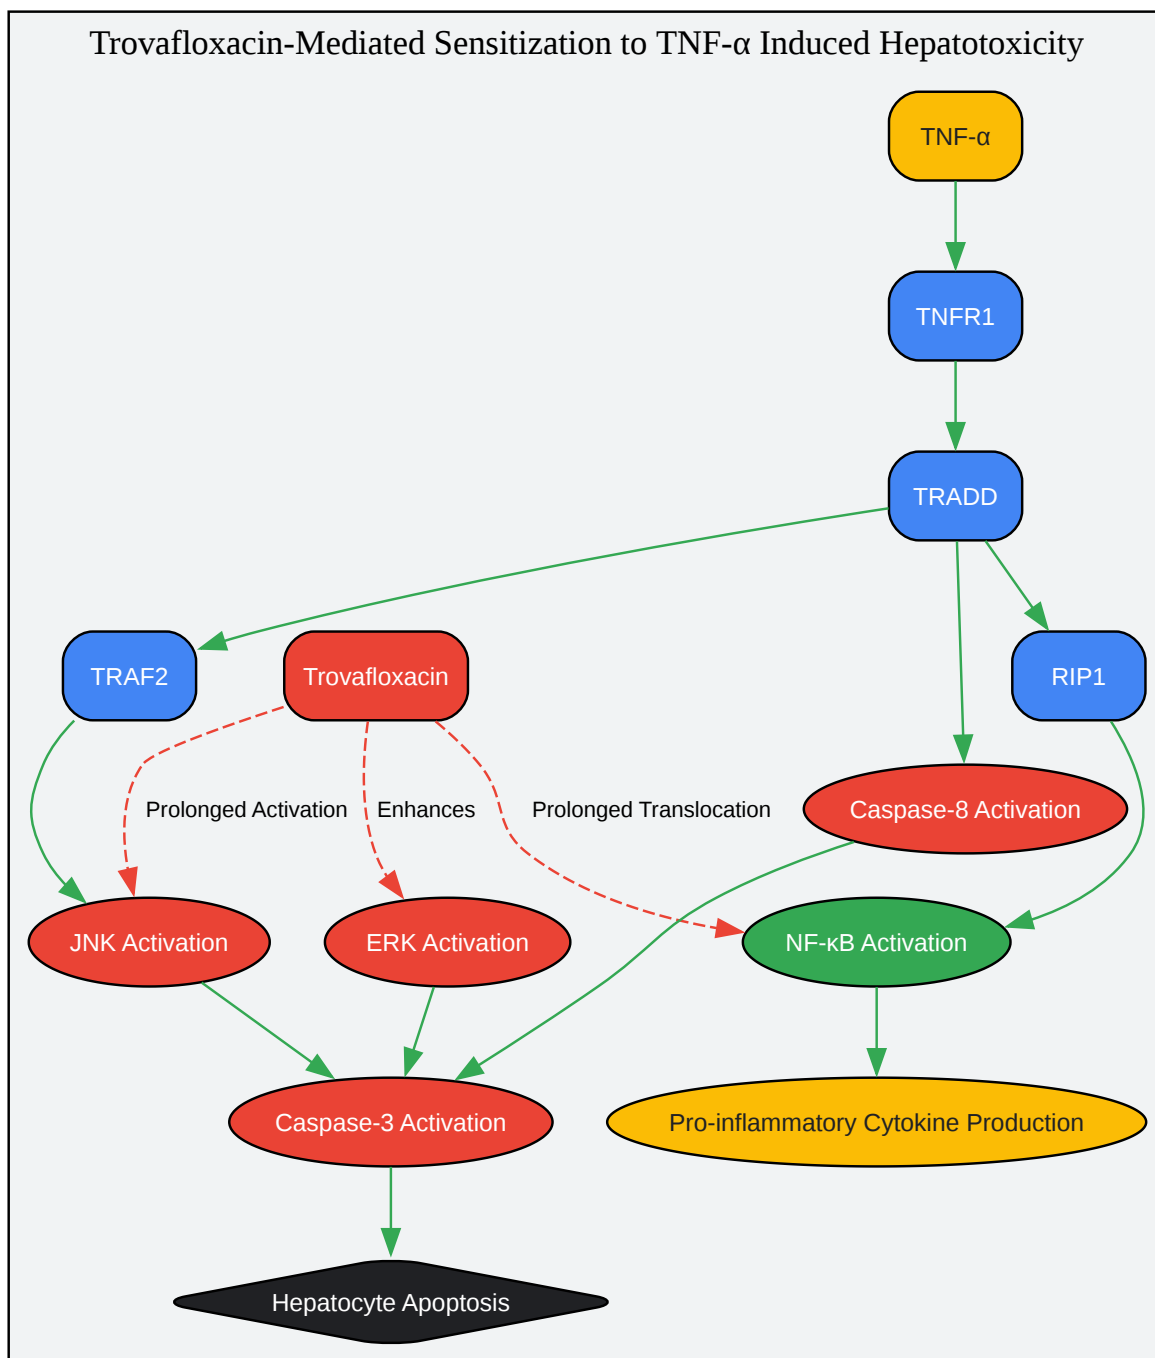 Trovafloxacin-Mediated Sensitization to TNF-α Induced Hepatotoxicity
TNF-α
TNFR1
TRADD
TRAF2
Trovafloxacin
RIP1
Prolonged Activation
Enhances
Prolonged Translocation
Caspase-8 Activation
JNK Activation
ERK Activation
NF-κB Activation
Caspase-3 Activation
Pro-inflammatory Cytokine Production
Hepatocyte Apoptosis